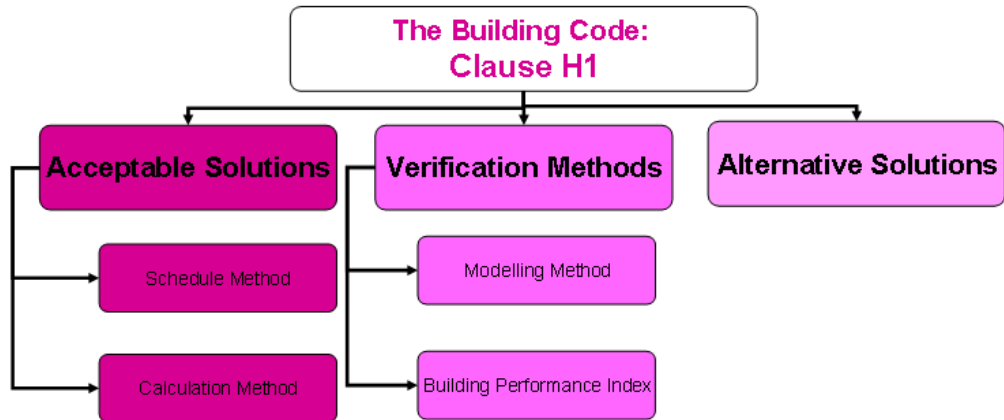 The Building Code:
Clause H1
Acceptable Solutions
Verification Methods
Alternative Solutions
Schedule Method
Modelling Method
Calculation Method
Building Performance Index